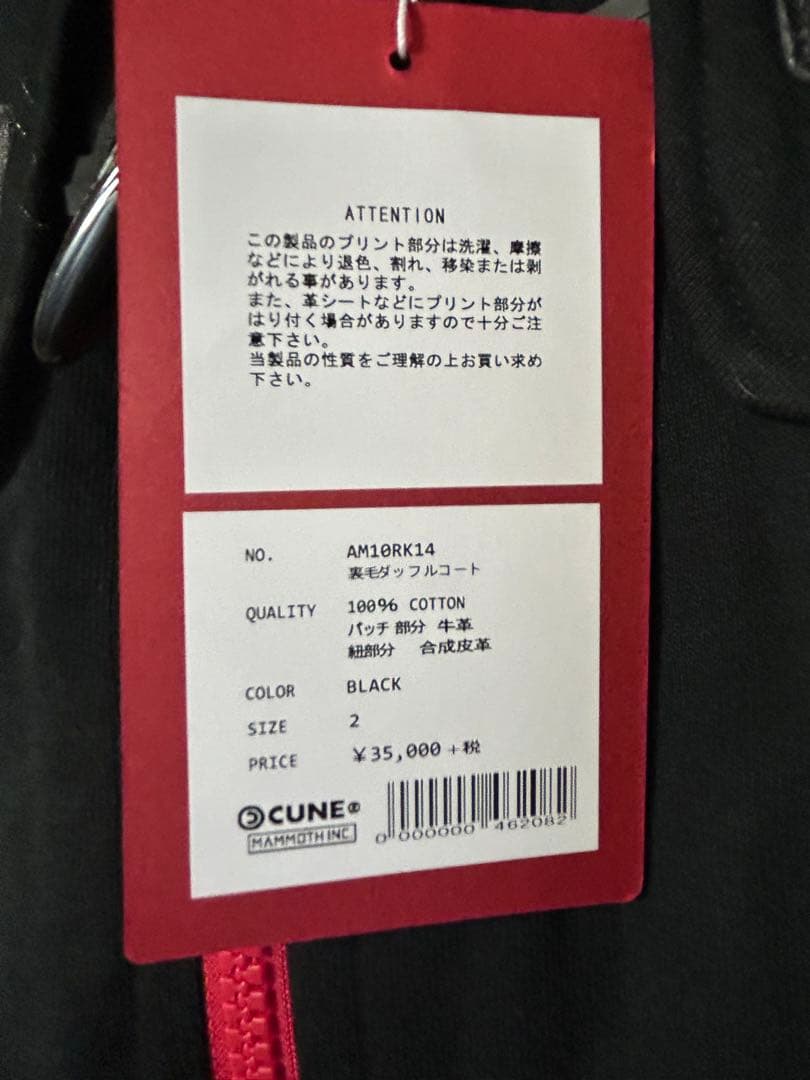 ATTENTION
この製品のプリント部分は洗濯、摩擦
などにより退色、割れ、移染または剥
がれる事があります。
また、革シートなどにプリント部分が
はり付く場合がありますので十分ご注
意下さい。
当製品の性質をご理解の上お買い求め
下さい。
NO. AM10RK14
裏毛ダッフルコート
QUALITY 100% COTTON
パッチ部分 牛革
紐部分 合成皮革
COLOR BLACK
SIZE 2
PRICE ¥35,000+税
CUNE®
MAMMOTH INC.
0 000000 462082